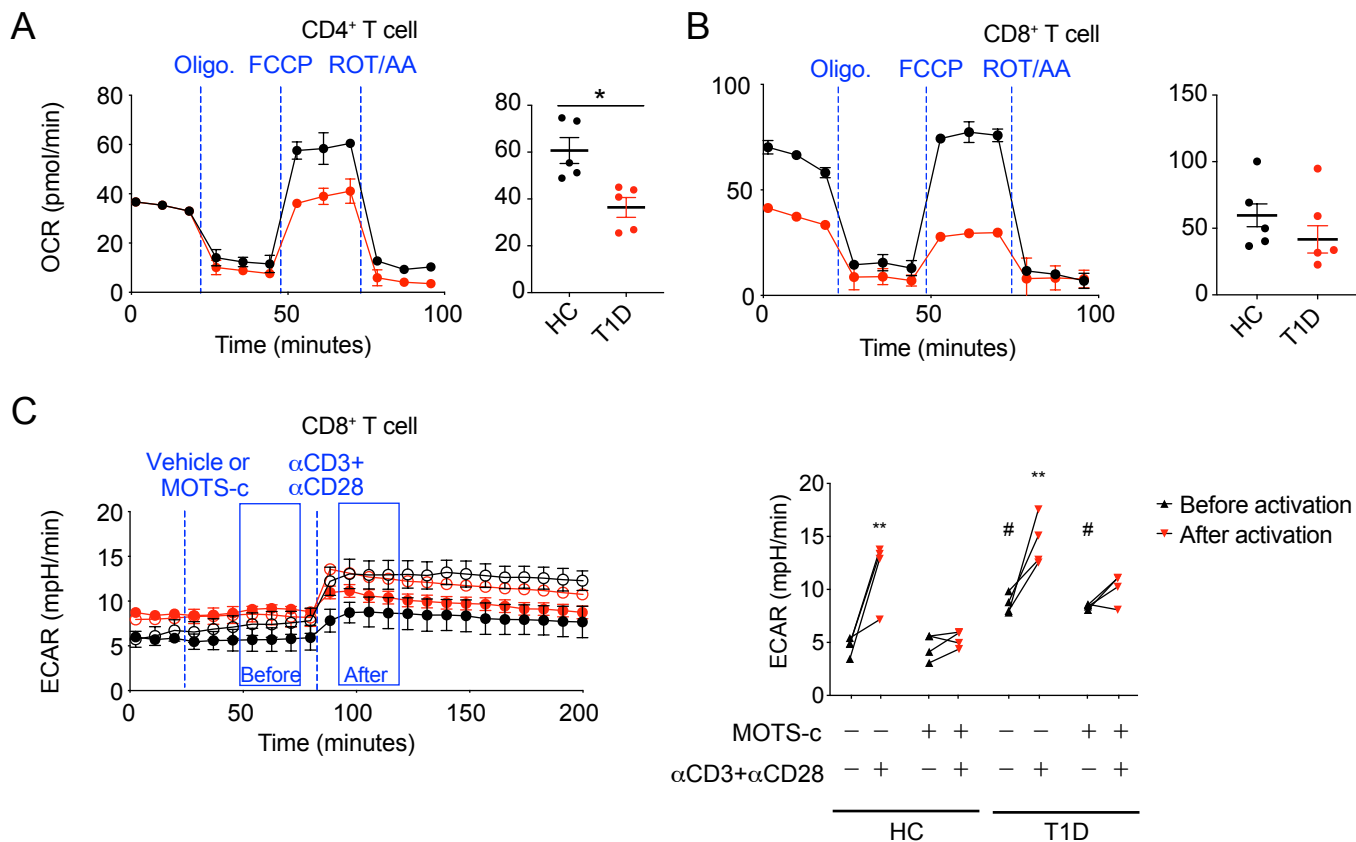 A
CD4⁺ T cell
Oligo. FCCP ROT/AA
OCR (pmol/min)
80
60
40
20
0
0 50 100
Time (minutes)
80
60
40
20
0
*
HC T1D
B
CD8⁺ T cell
Oligo. FCCP ROT/AA
100
50
0
0 50 100
Time (minutes)
150
100
50
0
HC T1D
C
CD8⁺ T cell
Vehicle or
MOTS-c
αCD3+
αCD28
ECAR (mpH/min)
20
15
10
5
0
Before After
0 50 100 150 200
Time (minutes)
ECAR (mpH/min)
20
15
10
5
0
** # ** #
Before activation
After activation
MOTS-c − − + + − − + +
αCD3+αCD28 − + − + − + − +
HC T1D